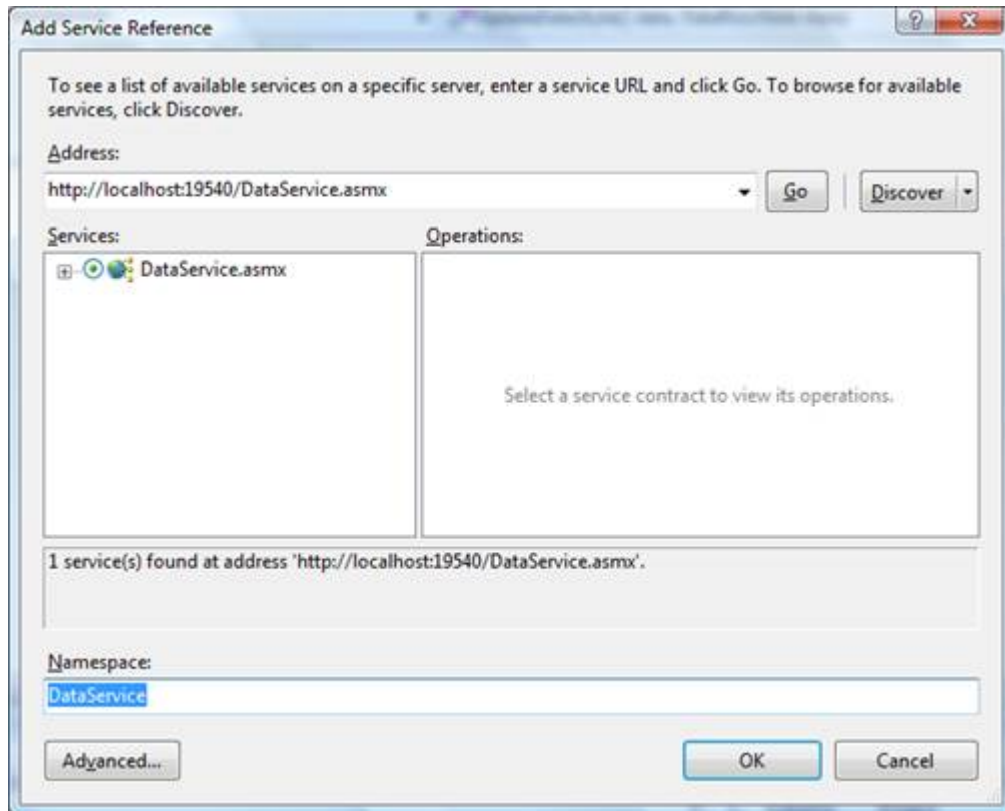 Add Service Reference
To see a list of available services on a specific server, enter a service URL and click Go. To browse for available
services, click Discover.
Address:
http://localhost:19540/DataService.asmx
Go
Discover
Services:
Operations:
DataService.asmx
Select a service contract to view its operations.
1 service(s) found at address 'http://localhost:19540/DataService.asmx'.
Namespace:
DataService
Advanced...
OK
Cancel